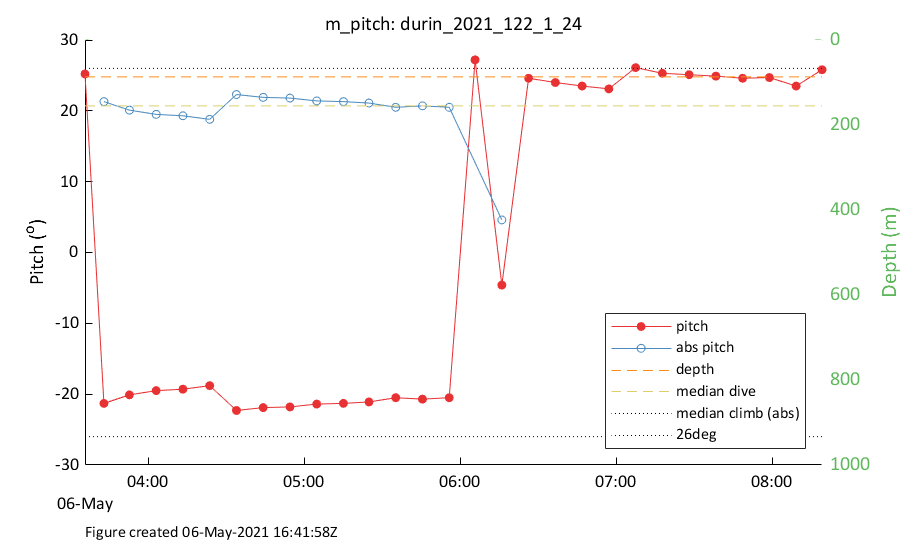 m_pitch: durin_2021_122_1_24
30
20
10
0
-10
-20
-30
Pitch (o)
0
200
400
600
800
1000
Depth (m)
pitch
abs pitch
depth
median dive
median climb (abs)
26deg
04:00
05:00
06:00
07:00
08:00
06-May
Figure created 06-May-2021 16:41:58Z